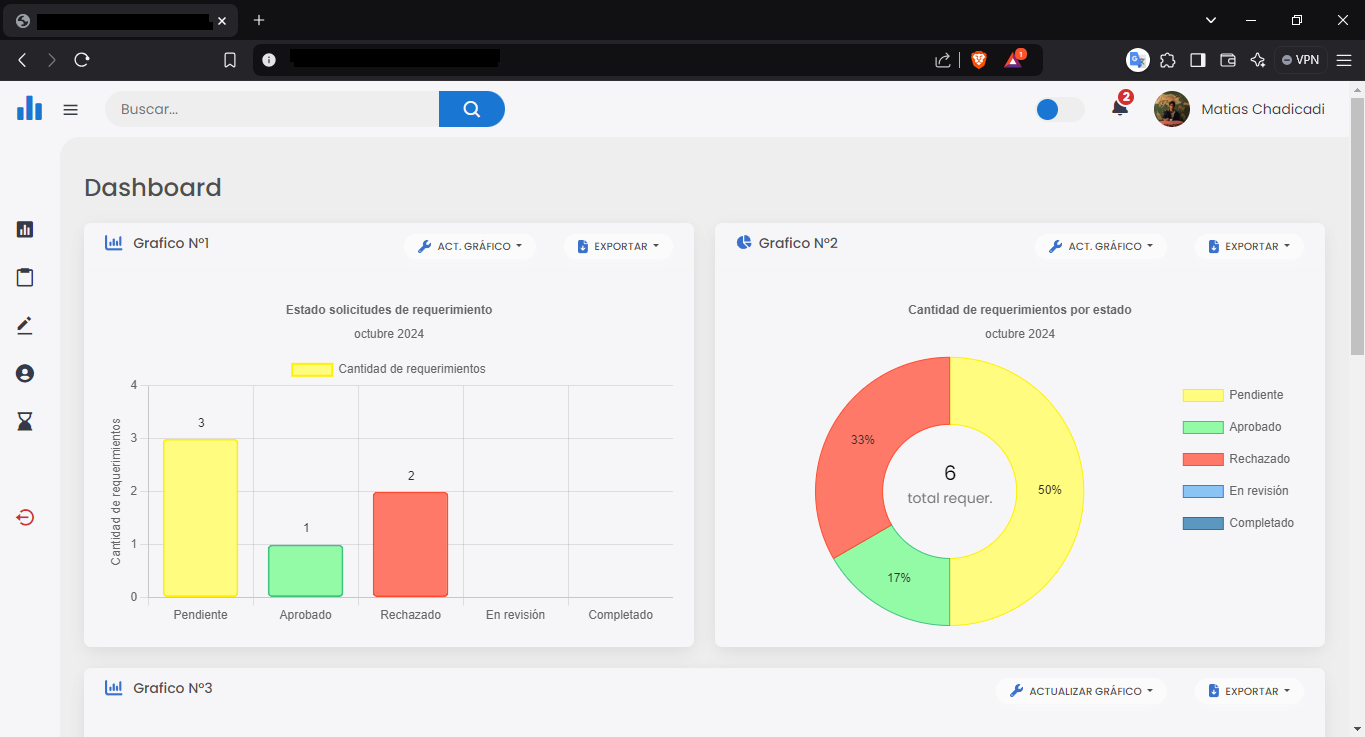 1
VPN
Buscar...
2
Matias Chadicadi
Dashboard
Grafico Nº1
ACT. GRÁFICO
EXPORTAR
Estado solicitudes de requerimiento
octubre 2024
Cantidad de requerimientos
Cantidad de requerimientos
4
3
2
1
0
3
1
2
Pendiente
Aprobado
Rechazado
En revisión
Completado
Grafico Nº2
ACT. GRÁFICO
EXPORTAR
Cantidad de requerimientos por estado
octubre 2024
33%
50%
17%
6
total requer.
Pendiente
Aprobado
Rechazado
En revisión
Completado
Grafico Nº3
ACTUALIZAR GRÁFICO
EXPORTAR